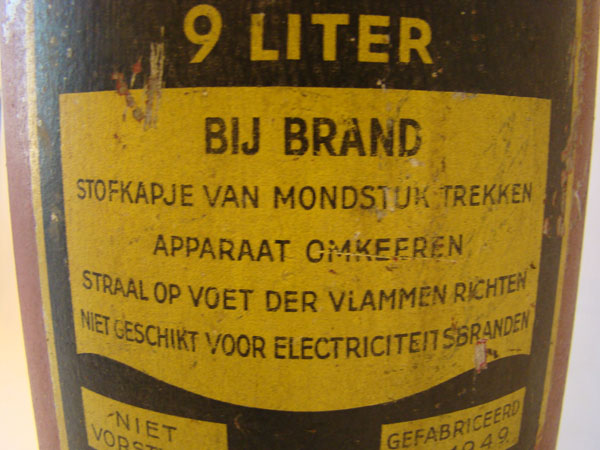 9 LITER
BIJ BRAND
STOFKAPJE VAN MONDSTUK TREKKEN
APPARAAT OMKEEREN
STRAAL OP VOET DER VLAMMEN RICHTEN
NIET GESCHIKT VOOR ELECTRICITEITSBRANDEN
NIET
GEFABRICEERD
1949